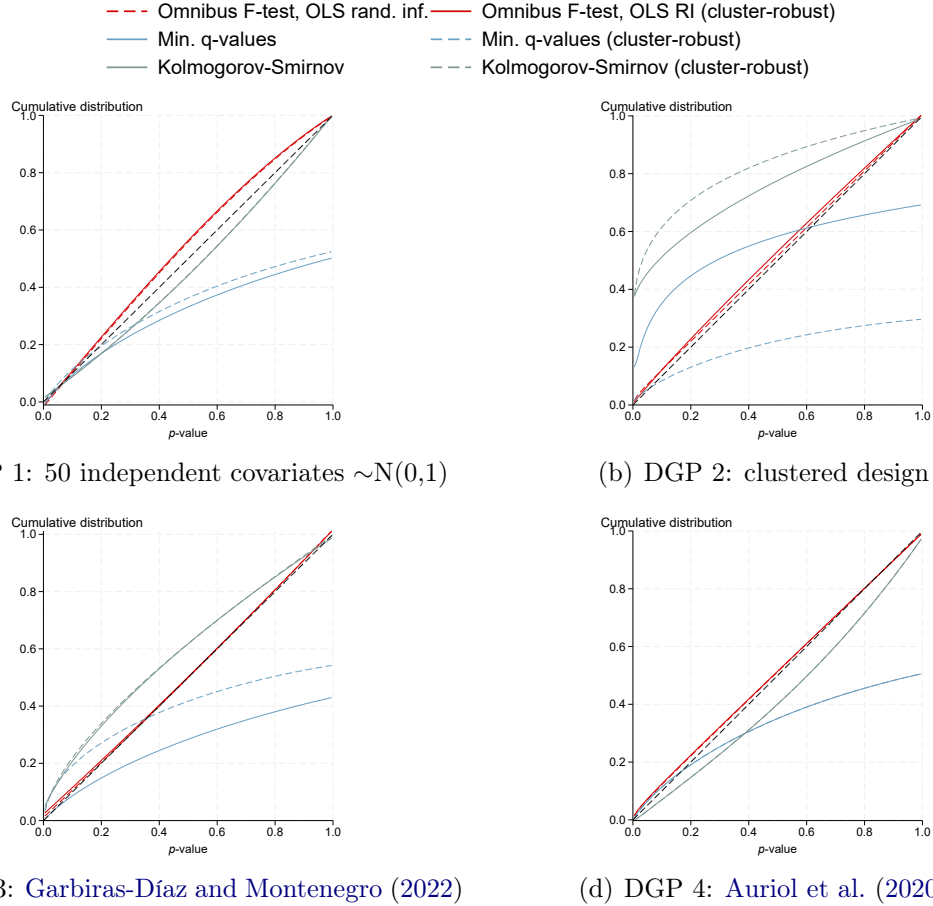 Omnibus F-test, OLS rand. inf. Omnibus F-test, OLS RI (cluster-robust)
Min. q-values Min. q-values (cluster-robust)
Kolmogorov-Smirnov Kolmogorov-Smirnov (cluster-robust)
Cumulative distribution
1.0
0.8
0.6
0.4
0.2
0.0
0.0 0.2 0.4 0.6 0.8 1.0
p-value
1: 50 independent covariates ∼N(0,1)
Cumulative distribution
1.0
0.8
0.6
0.4
0.2
0.0
0.0 0.2 0.4 0.6 0.8 1.0
p-value
(b) DGP 2: clustered design
Cumulative distribution
1.0
0.8
0.6
0.4
0.2
0.0
0.0 0.2 0.4 0.6 0.8 1.0
p-value
3: Garbiras-Díaz and Montenegro (2022)
Cumulative distribution
1.0
0.8
0.6
0.4
0.2
0.0
0.0 0.2 0.4 0.6 0.8 1.0
p-value
(d) DGP 4: Auriol et al. (2020